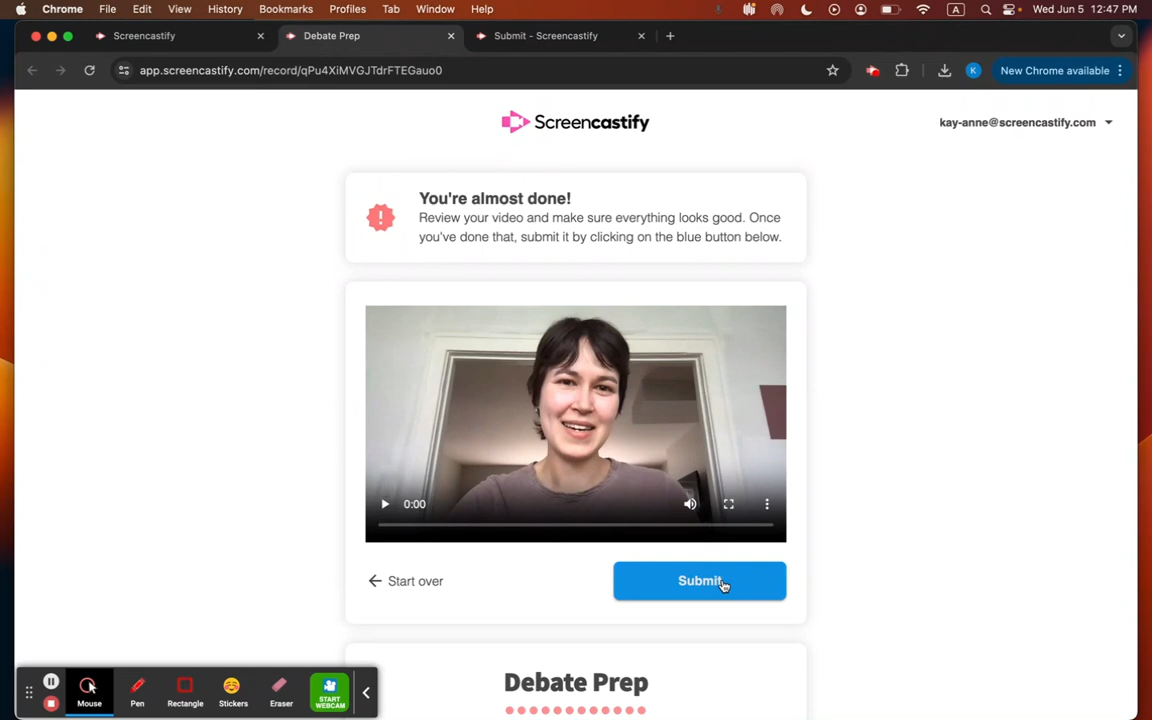 Chrome File Edit View History Bookmarks Profiles Tab Window Help A Wed Jun 5 12:47 PM
Screencastify Debate Prep Submit - Screencastify
app.screencastify.com/record/qPu4XiMVGJTdrFTEGauo0 K New Chrome available
Screencastify
kay-anne@screencastify.com
You're almost done!
Review your video and make sure everything looks good. Once
you've done that, submit it by clicking on the blue button below.
0:00
Start over Submit
Debate Prep
Mouse Pen Rectangle Stickers Eraser START
WEBCAM